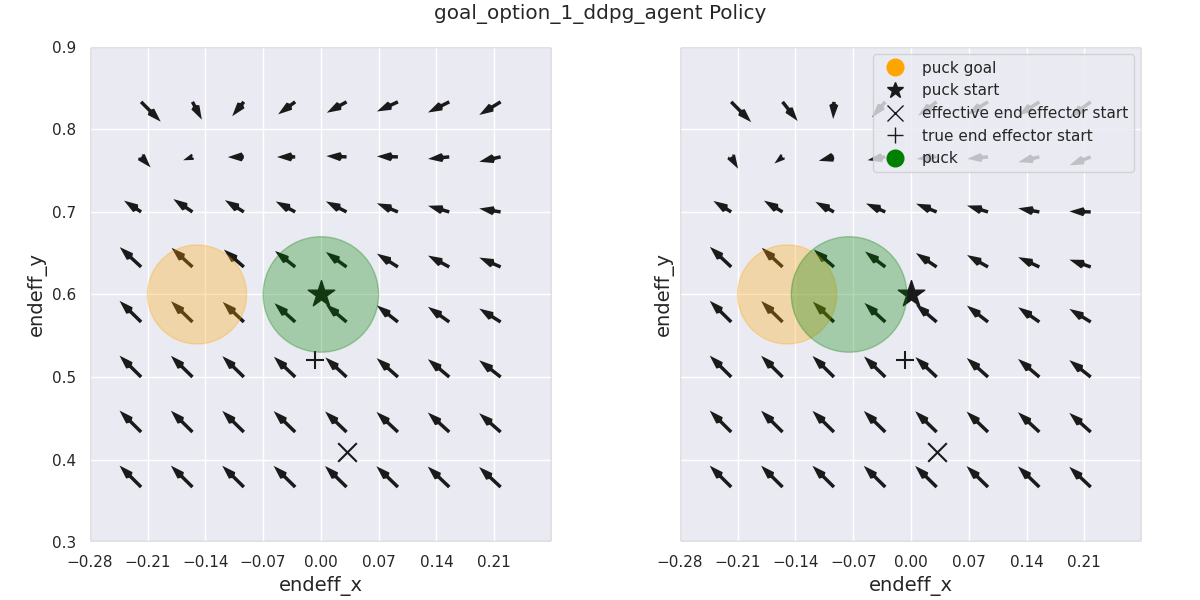 goal_option_1_ddpg_agent Policy
puck goal
puck start
effective end effector start
true end effector start
puck
endeff_y
0.9
0.8
0.7
0.6
0.5
0.4
0.3
−0.28 −0.21 −0.14 −0.07 0.00 0.07 0.14 0.21
endeff_x
endeff_y
−0.28 −0.21 −0.14 −0.07 0.00 0.07 0.14 0.21
endeff_x